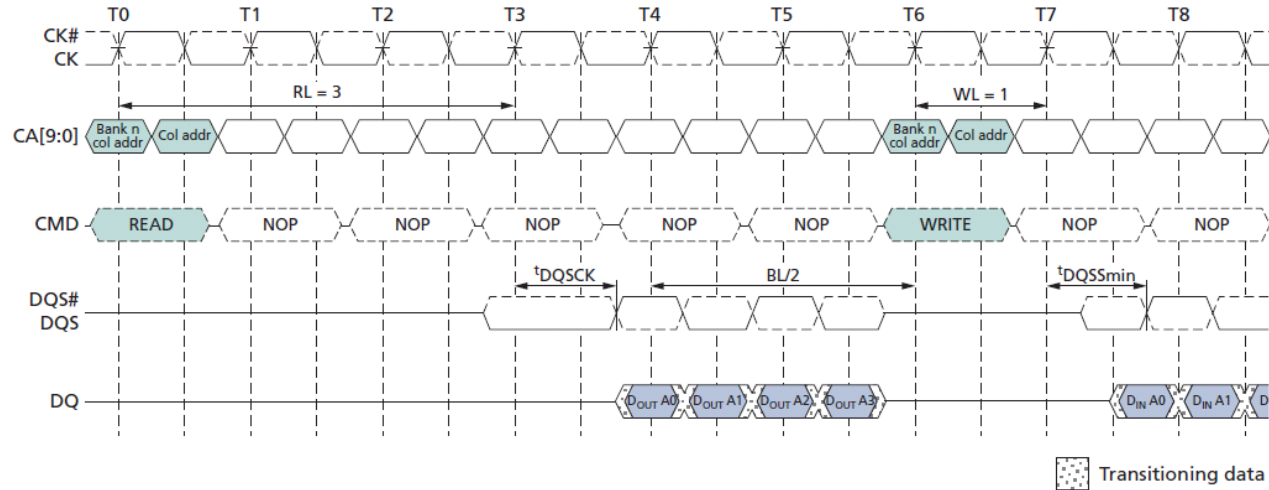 T0 T1 T2 T3 T4 T5 T6 T7 T8
CK#
CK
RL = 3 WL = 1
CA[9:0] Bank n col addr Col addr Bank n col addr Col addr
CMD READ NOP NOP NOP NOP NOP WRITE NOP NOP
tDQSCK BL/2 tDQSSmin
DQS#
DQS
DQ DOUT A0 DOUT A1 DOUT A2 DOUT A3 DIN A0 DIN A1 D
Transitioning data